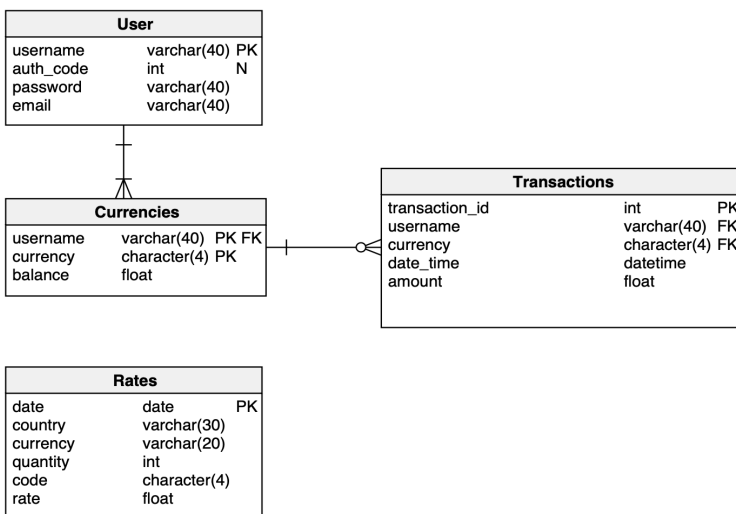 User
username varchar(40) PK
auth_code int N
password varchar(40)
email varchar(40)
Currencies
username varchar(40) PK FK
currency character(4) PK
balance float
Transactions
transaction_id int PK
username varchar(40) FK
currency character(4) FK
date_time datetime
amount float
Rates
date date PK
country varchar(30)
currency varchar(20)
quantity int
code character(4)
rate float